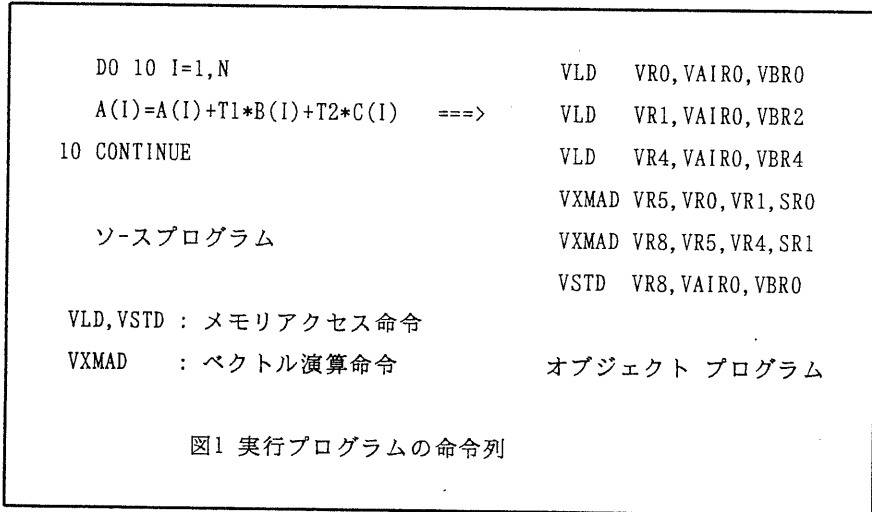 DO 10 I=1,N
A(I)=A(I)+T1*B(I)+T2*C(I) ===>
10 CONTINUE
ソースプログラム
VLD,VSTD : メモリアクセス命令
VXMAD : ベクトル演算命令
VLD VR0,VAIR0,VBR0
VLD VR1,VAIR0,VBR2
VLD VR4,VAIR0,VBR4
VXMAD VR5,VR0,VR1,SR0
VXMAD VR8,VR5,VR4,SR1
VSTD VR8,VAIR0,VBR0
オブジェクト プログラム
図1 実行プログラムの命令列